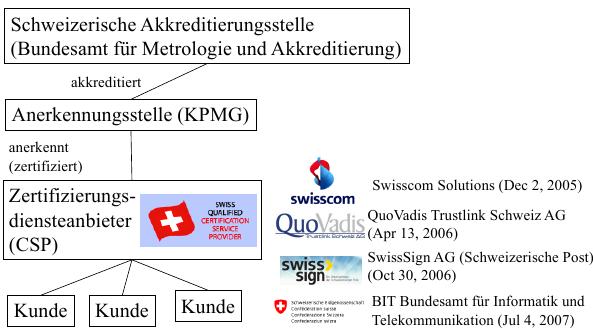 Schweizerische Akkreditierungsstelle
(Bundesamt für Metrologie und Akkreditierung)
akkreditiert
Anerkennungsstelle (KPMG)
anerkennt
(zertifiziert)
Zertifizierungs-
diensteanbieter
(CSP)
SWISS
QUALIFIED
CERTIFICATION
SERVICE
PROVIDER
Kunde
Kunde
Kunde
swisscom
Swisscom Solutions (Dec 2, 2005)
QuoVadis
Trustlink Schweiz AG
QuoVadis Trustlink Schweiz AG
(Apr 13, 2006)
swiss
sign
SwissSign AG (Schweizerische Post)
(Oct 30, 2006)
Schweizerische Eidgenossenschaft
Confédération suisse
Confederazione Svizzera
Confederaziun svizra
BIT Bundesamt für Informatik und
Telekommunikation (Jul 4, 2007)